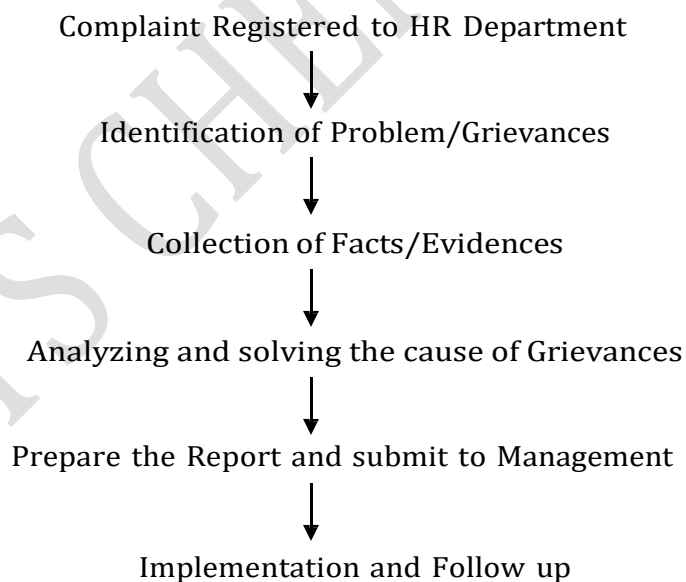 Complaint Registered to HR Department
Identification of Problem/Grievances
Collection of Facts/Evidences
Analyzing and solving the cause of Grievances
Prepare the Report and submit to Management
Implementation and Follow up